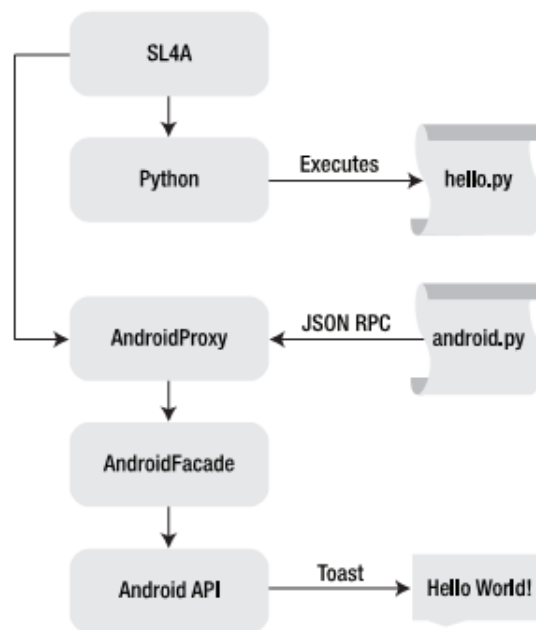 SL4A
Python
Executes
hello.py
AndroidProxy
JSON RPC
android.py
AndroidFacade
Android API
Toast
Hello World!